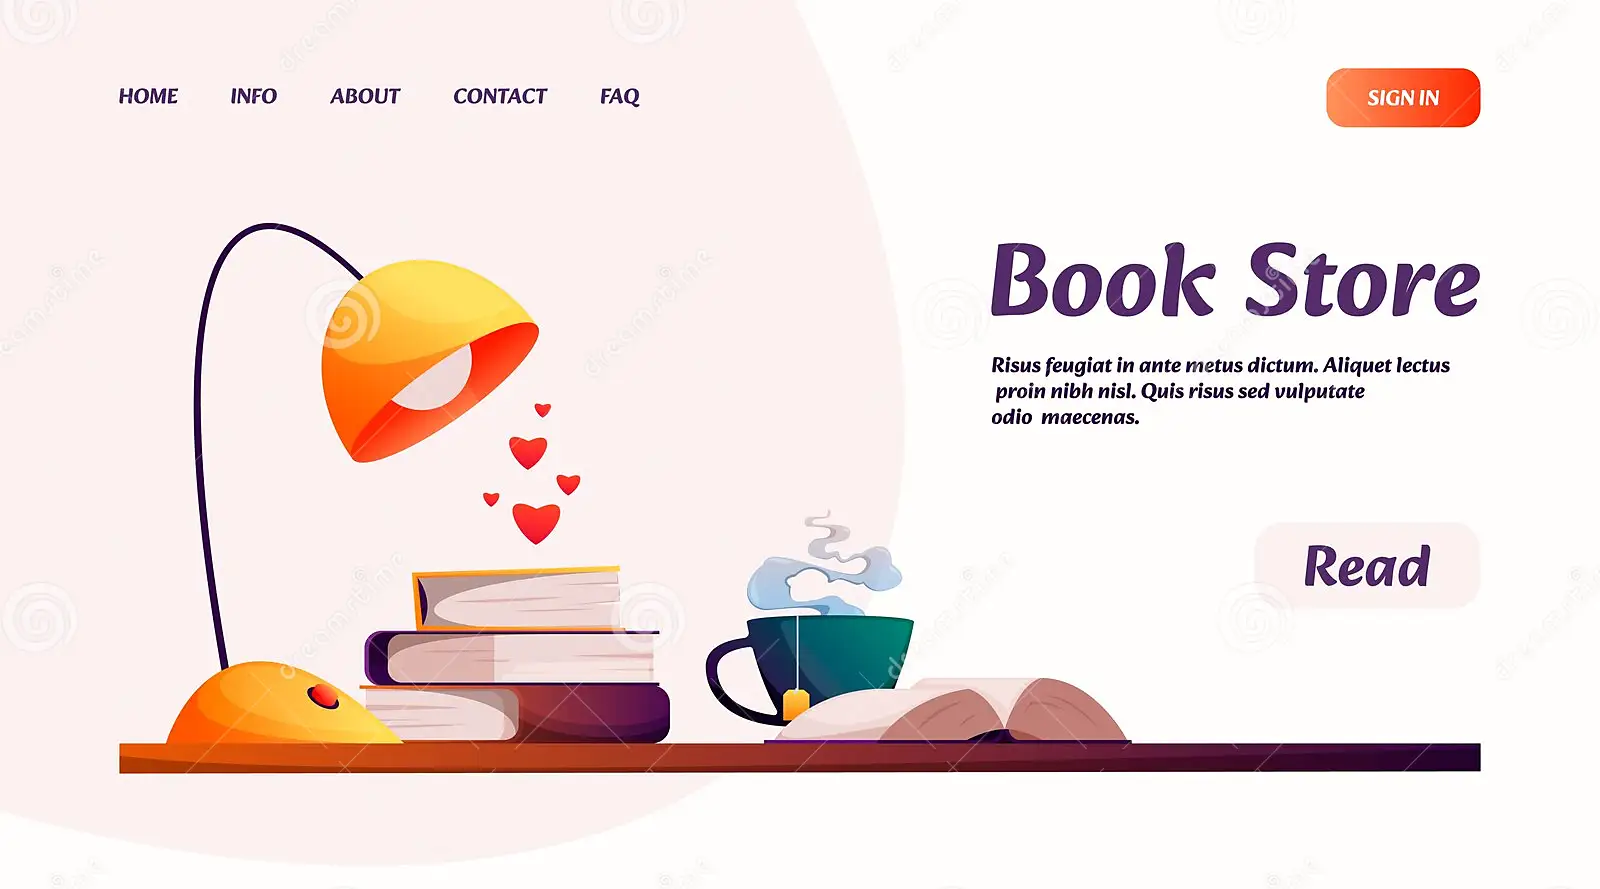 HOME INFO ABOUT CONTACT FAQ
SIGN IN
Book Store
Risus feugiat in ante metus dictum. Aliquet lectus
proin nibh nisl. Quis risus sed vulputate
odio maecenas.
Read
dreamstime